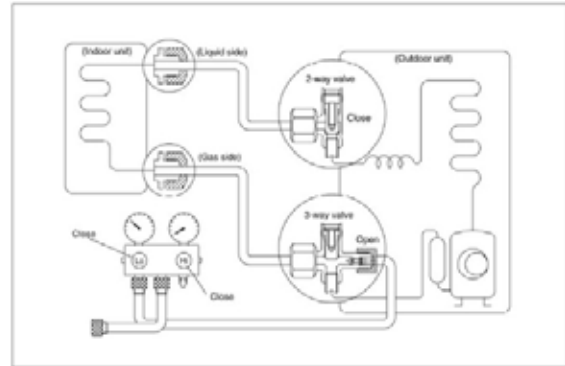 (Indoor unit)
(Liquid side)
2-way valve
(Outdoor unit)
Close
(Gas side)
3-way valve
Open
Close
Lo
Hi
Close